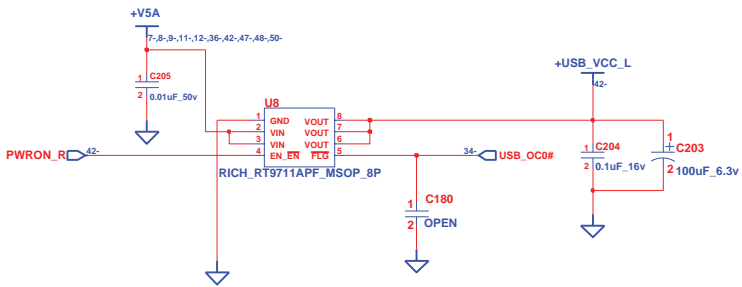 +V5A
7-,8-,9-,11-,12-,36-,42-,47-,48-,50-
+USB_VCC_L
42-
1 C205
2 0.01uF_50v
U8
1 GND VOUT 8
2 VIN VOUT 7
3 VIN VOUT 6
4 EN_EN FLG 5
PWRON_R 42-
34- USB_OC0#
RICH_RT9711APF_MSOP_8P
1 C204
2 0.1uF_16v
1 + C203
2 100uF_6.3v
1 C180
2 OPEN